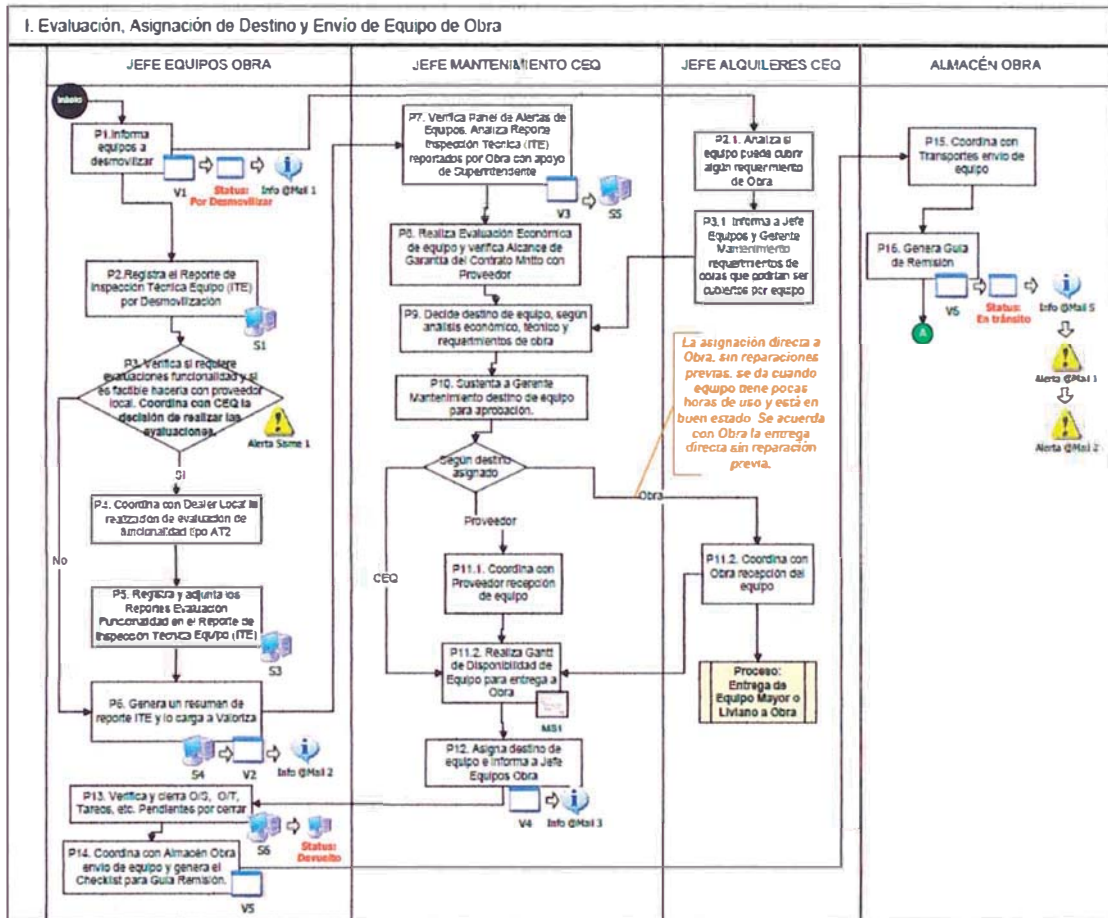 I. Evaluación, Asignación de Destino y Envío de Equipo de Obra
JEFE EQUIPOS OBRA
JEFE MANTENIMIENTO CEQ
JEFE ALQUILERES CEQ
ALMACÉN OBRA
Inicio
P1.Informa
equipos a
desmovilizar
V1
Status:
Por Desmovilizar
Info @Mail 1
P2.Registra el Reporte de
Inspección Técnica Equipo (ITE)
por Desmovilización
S1
P3. Verifica si requiere
evaluaciones funcionalidad y si
es factible hacerla con proveedor
local. Coordina con CEQ la
decisión de realizar las
evaluaciones.
Alerta Sisme 1
Si
No
P4. Coordina con Dealer Local la
realización de evaluación de
funcionalidad tipo AT2
P5. Registra y adjunta los
Reportes Evaluación
Funcionalidad en el Reporte de
Inspección Técnica Equipo (ITE)
S3
P6. Genera un resumen de
reporte ITE y lo carga a Valoriza
S4
V2
Info @Mail 2
P13. Verifica y cierra O/S, O/T,
Tareos, etc. Pendientes por cerrar
S6
Status:
Devuelto
P14. Coordina con Almacén Obra
envío de equipo y genera el
Checklist para Guía Remisión.
V5
P7. Verifica Panel de Alertas de
Equipos. Analiza Reporte
Inspección Técnica (ITE)
reportados por Obra con apoyo
de Superintendente
V3
S5
P8. Realiza Evaluación Económica
de equipo y verifica Alcance de
Garantía del Contrato Mntto con
Proveedor
P9. Decide destino de equipo, según
análisis económico, técnico y
requerimientos de obra
P10. Sustenta a Gerente
Mantenimiento destino de equipo
para aprobación.
Según destino
asignado
Obra
Proveedor
CEQ
P11.1. Coordina con
Proveedor recepción
de equipo
P11.2. Realiza Gantt
de Disponibilidad de
Equipo para entrega a
Obra
MS1
P12. Asigna destino de
equipo e informa a Jefe
Equipos Obra
V4
Info @Mail 3
P2.1. Analiza si
equipo puede cubrir
algún requerimiento
de Obra
P3.1. Informa a Jefe
Equipos y Gerente
Mantenimiento
requerimientos de
obras que podrían ser
cubiertos por equipo
La asignación directa a
Obra, sin reparaciones
previas, se da cuando
equipo tiene pocas
horas de uso y está en
buen estado. Se acuerda
con Obra la entrega
directa sin reparación
previa.
P11.2. Coordina con
Obra recepción del
equipo
Proceso:
Entrega de
Equipo Mayor o
Liviano a Obra
P15. Coordina con
Transportes envío de
equipo
P16. Genera Guía
de Remisión
V6
Status:
En tránsito
Info @Mail 5
A
Alerta @Mail 1
Alerta @Mail 2